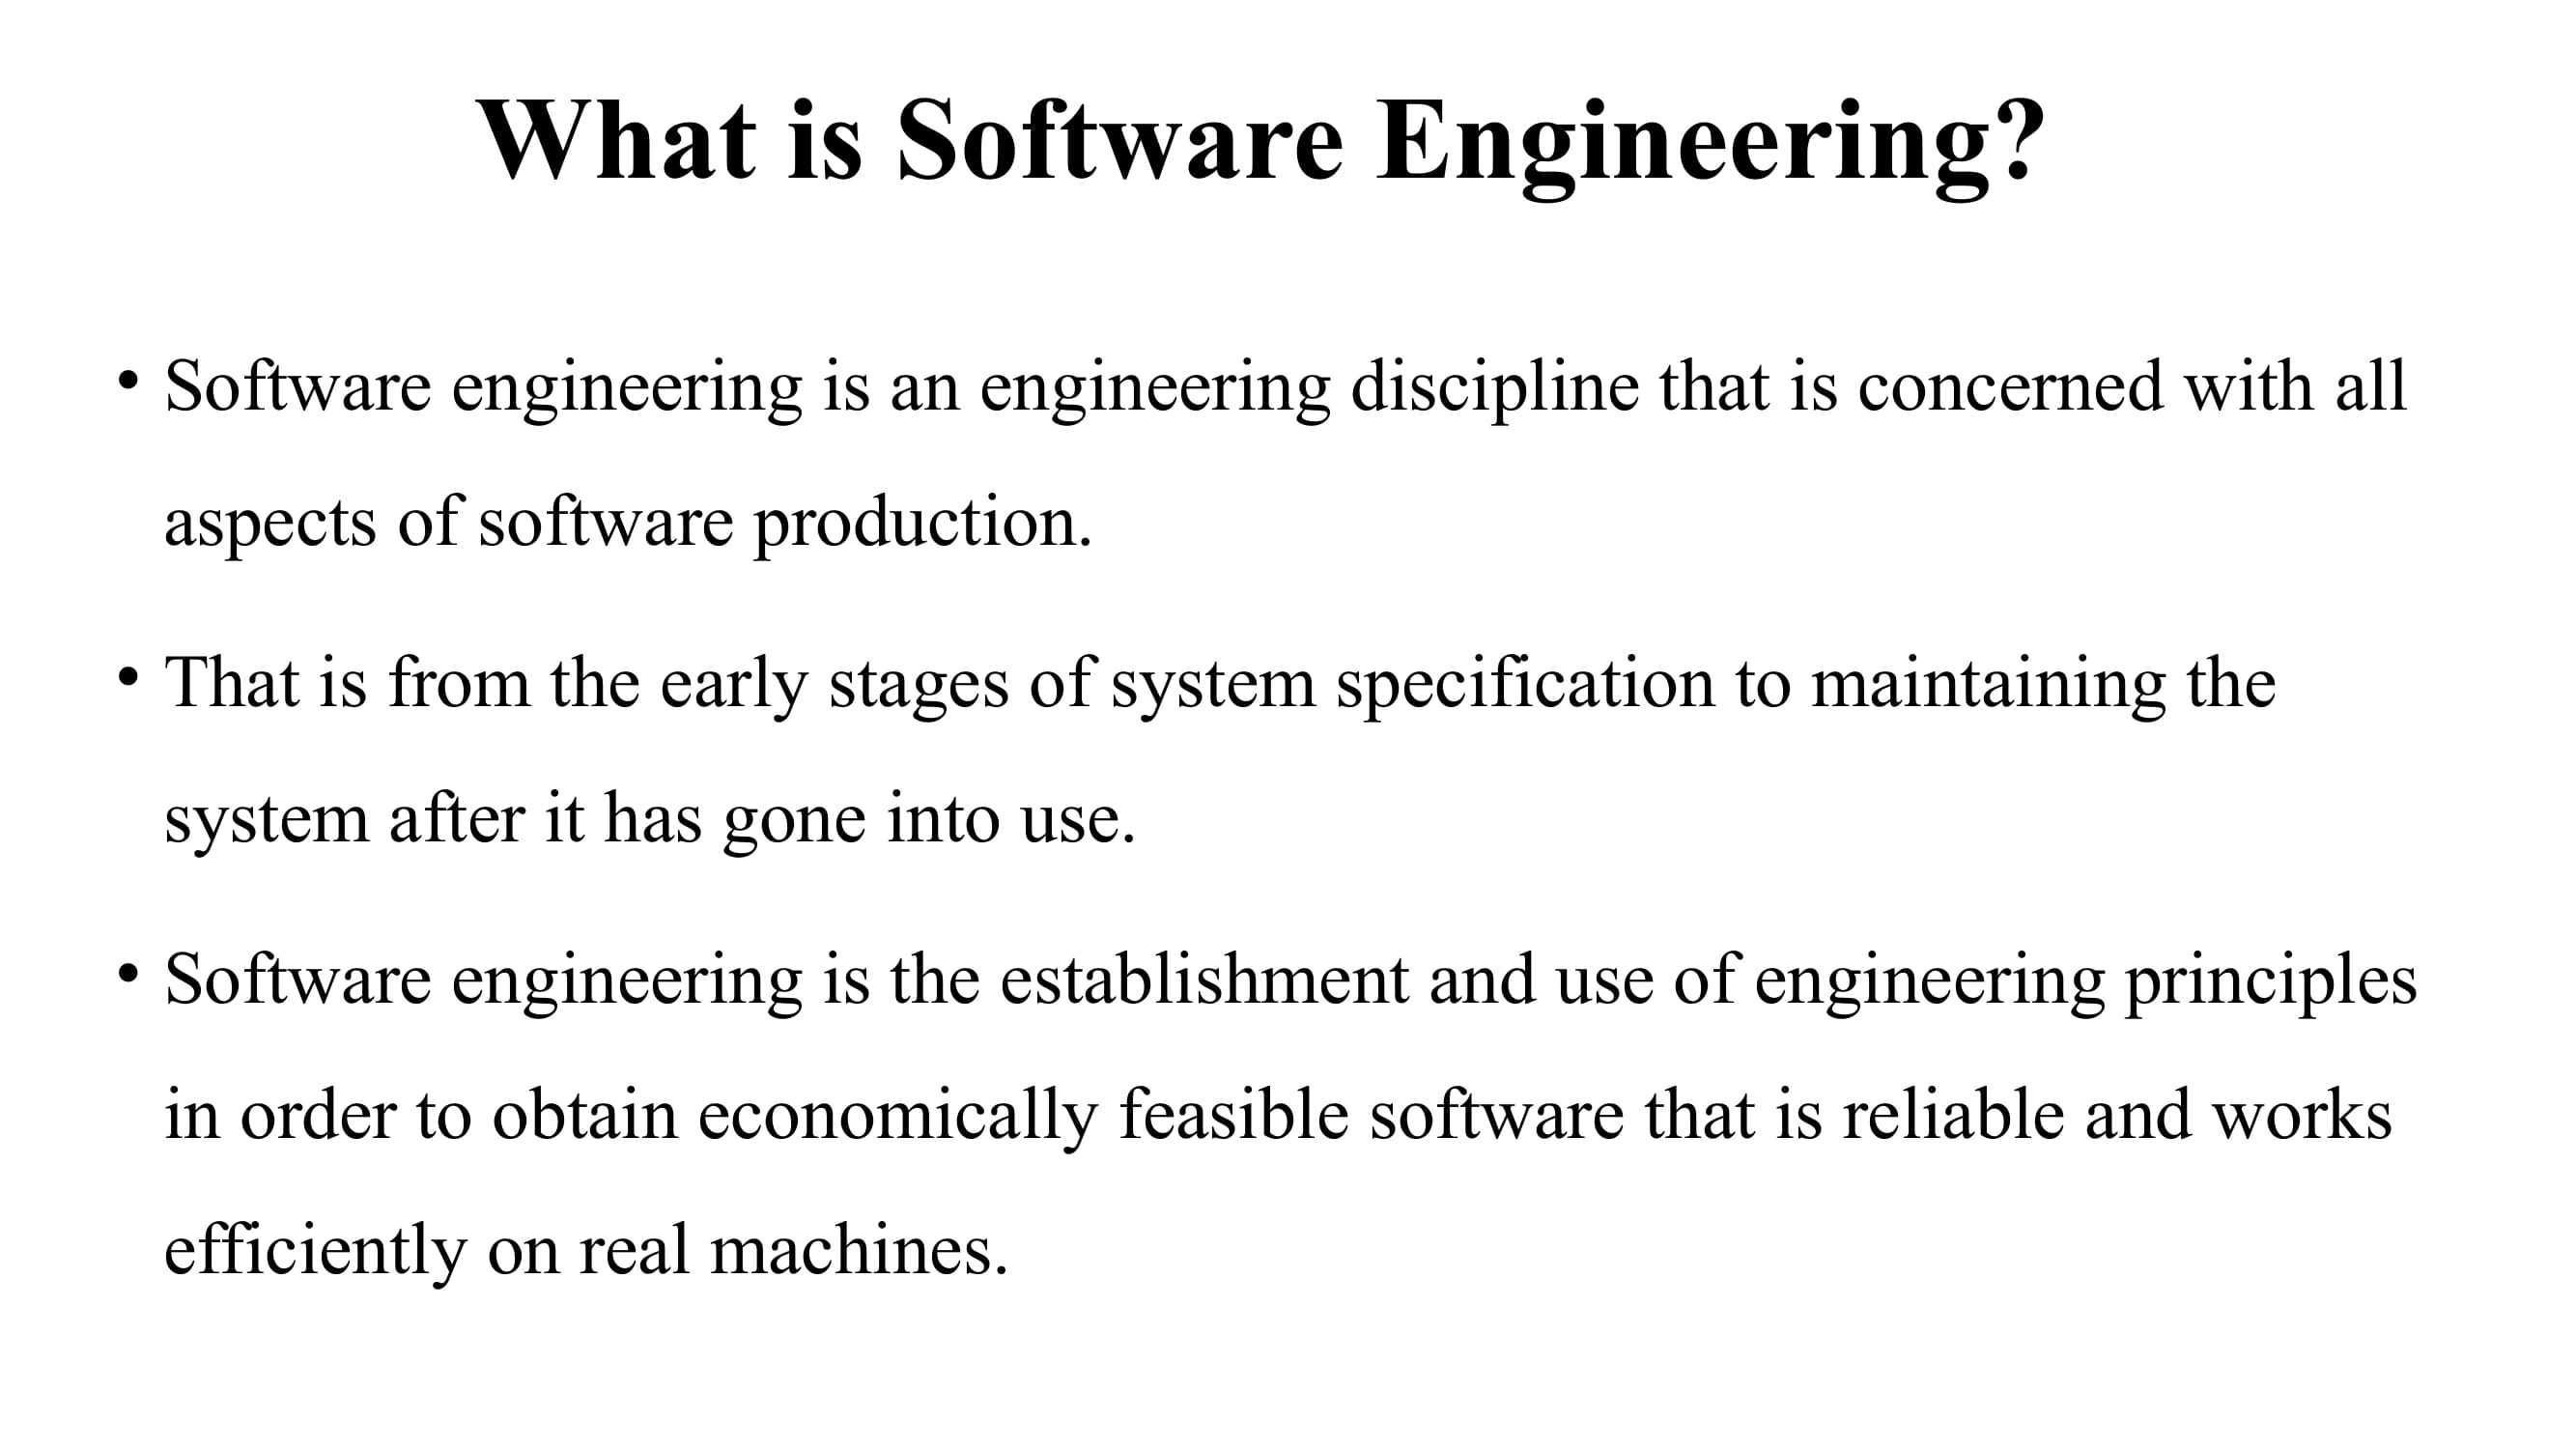 What is Software Engineering?
• Software engineering is an engineering discipline that is concerned with all
aspects of software production.
• That is from the early stages of system specification to maintaining the
system after it has gone into use.
• Software engineering is the establishment and use of engineering principles
in order to obtain economically feasible software that is reliable and works
efficiently on real machines.